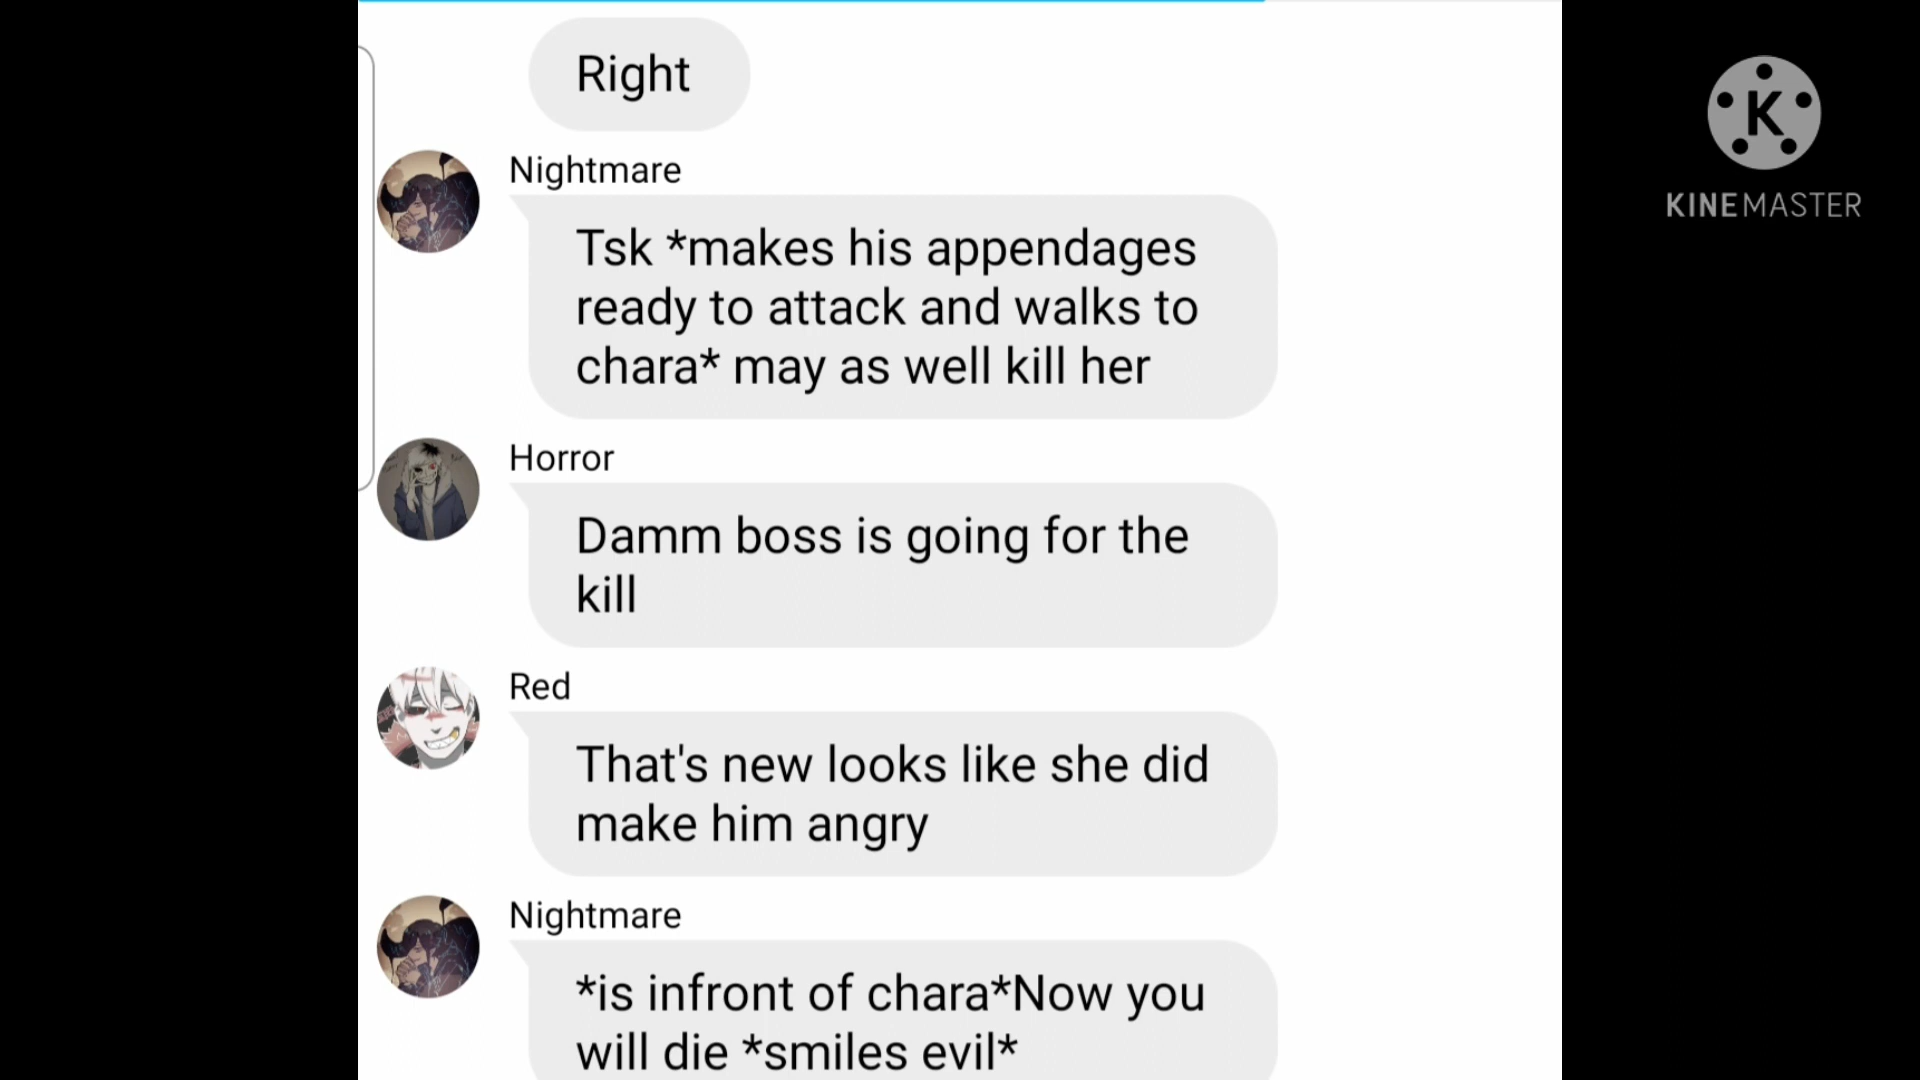 Right
Nightmare
Tsk *makes his appendages
ready to attack and walks to
chara* may as well kill her
Horror
Damm boss is going for the
kill
Red
That's new looks like she did
make him angry
Nightmare
*is infront of chara*Now you
will die *smiles evil*
K
KINEMASTER